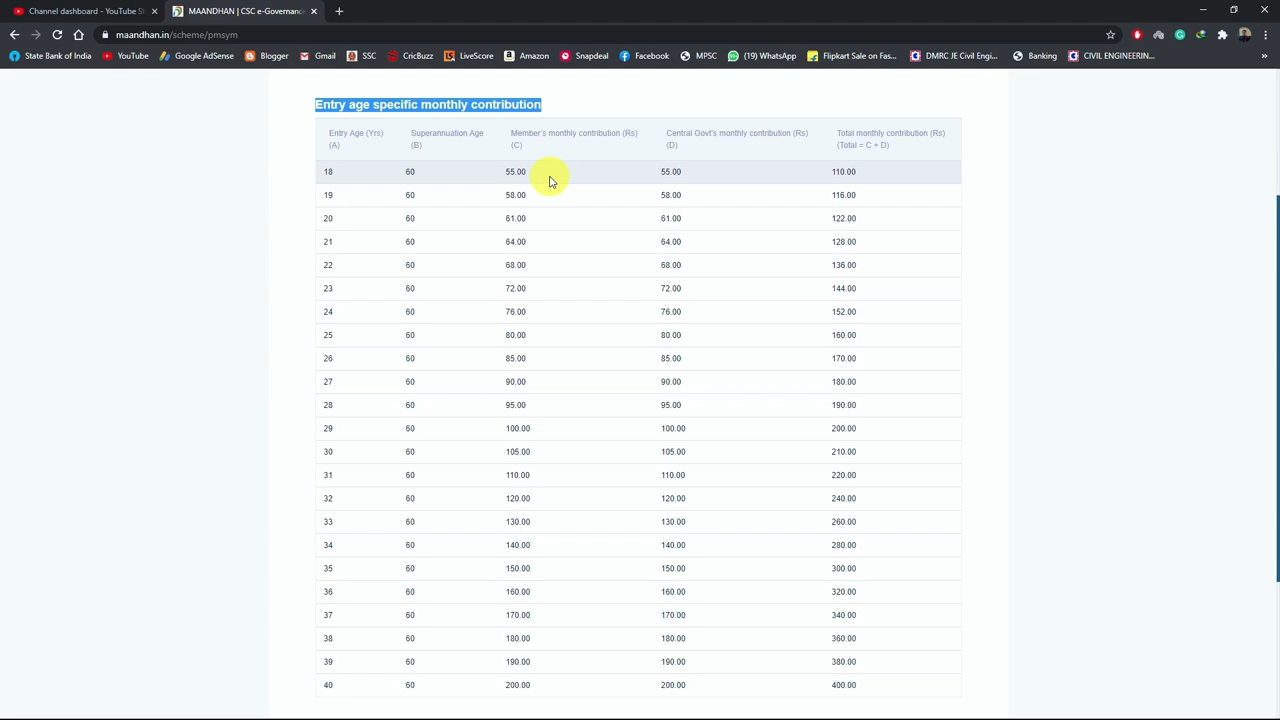 Channel dashboard - YouTube St
MAANDHAN | CSC e-Governance
maandhan.in/scheme/pmsym
State Bank of India YouTube Google AdSense Blogger Gmail SSC CricBuzz LiveScore Amazon Snapdeal Facebook MPSC (19) WhatsApp Flipkart Sale on Fas... DMRC JE Civil Engi... Banking CIVIL ENGINEERIN...
Entry age specific monthly contribution
Entry Age (Yrs) Superannuation Age Member's monthly contribution (Rs) Central Govt's monthly contribution (Rs) Total monthly contribution (Rs)
(A) (B) (C) (D) (Total = C + D)
18 60 55.00 55.00 110.00
19 60 58.00 58.00 116.00
20 60 61.00 61.00 122.00
21 60 64.00 64.00 128.00
22 60 68.00 68.00 136.00
23 60 72.00 72.00 144.00
24 60 76.00 76.00 152.00
25 60 80.00 80.00 160.00
26 60 85.00 85.00 170.00
27 60 90.00 90.00 180.00
28 60 95.00 95.00 190.00
29 60 100.00 100.00 200.00
30 60 105.00 105.00 210.00
31 60 110.00 110.00 220.00
32 60 120.00 120.00 240.00
33 60 130.00 130.00 260.00
34 60 140.00 140.00 280.00
35 60 150.00 150.00 300.00
36 60 160.00 160.00 320.00
37 60 170.00 170.00 340.00
38 60 180.00 180.00 360.00
39 60 190.00 190.00 380.00
40 60 200.00 200.00 400.00